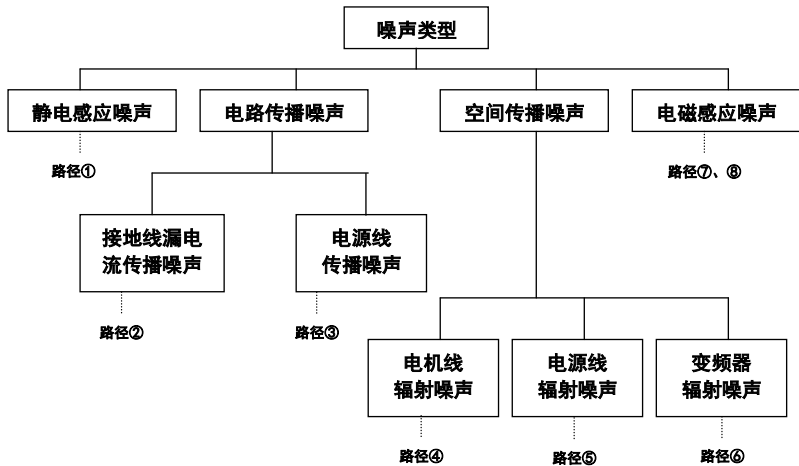 噪声类型
静电感应噪声
电路传播噪声
空间传播噪声
电磁感应噪声
路径①
路径⑦、⑧
接地线漏电
流传播噪声
电源线
传播噪声
路径②
路径③
电机线
辐射噪声
电源线
辐射噪声
变频器
辐射噪声
路径④
路径⑤
路径⑥